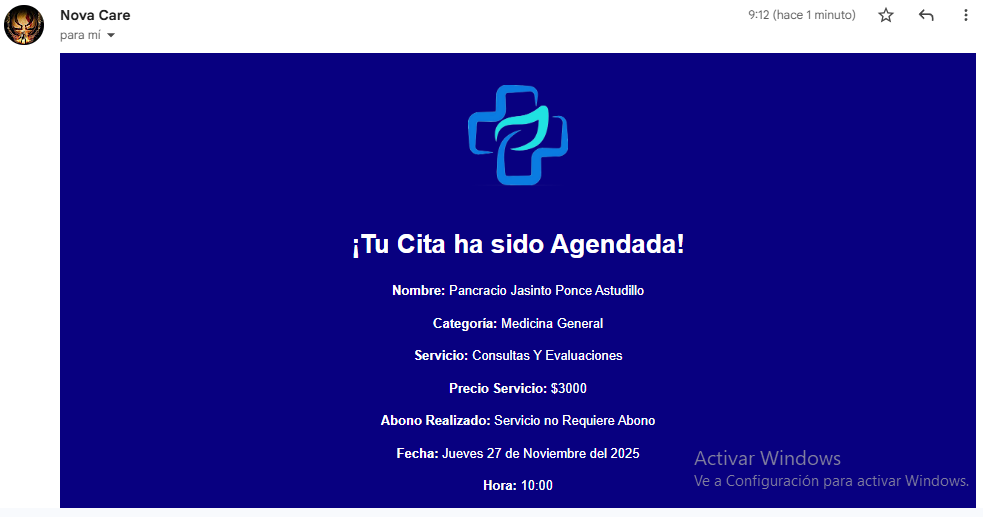 Nova Care
9:12 (hace 1 minuto)
para mí
¡Tu Cita ha sido Agendada!
Nombre: Pancracio Jasinto Ponce Astudillo
Categoría: Medicina General
Servicio: Consultas Y Evaluaciones
Precio Servicio: $3000
Abono Realizado: Servicio no Requiere Abono
Fecha: Jueves 27 de Noviembre del 2025
Hora: 10:00
Activar Windows
Ve a Configuración para activar Windows.